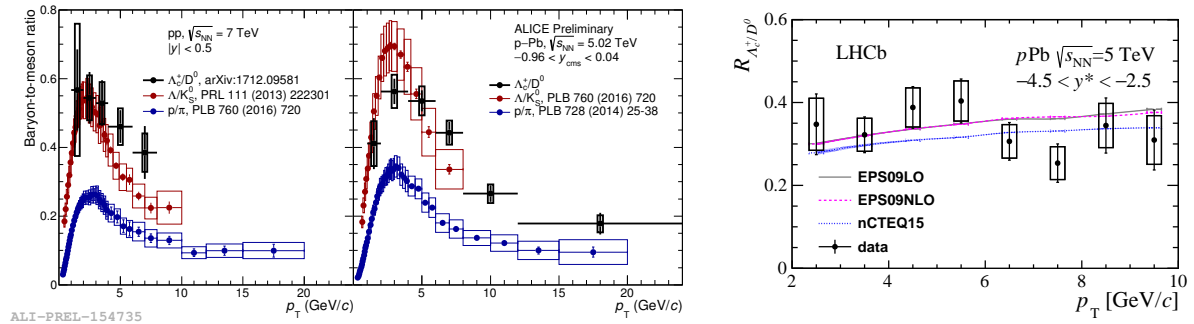 Baryon-to-meson ratio
0.8
0.6
0.4
0.2
0.0
pp, √sNN = 7 TeV
|y| < 0.5
Λc+/D0, arXiv:1712.09581
Λ/K0S, PRL 111 (2013) 222301
p/π, PLB 760 (2016) 720
5 10 15 20
pT (GeV/c)
ALICE Preliminary
p−Pb, √sNN = 5.02 TeV
-0.96 < ycms < 0.04
Λc+/D0
Λ/K0S, PLB 760 (2016) 720
p/π, PLB 728 (2014) 25-38
5 10 15 20
pT (GeV/c)
ALI-PREL-154735
RΛc+/D0
0.6
0.4
0.2
0
LHCb
pPb √sNN=5 TeV
−4.5 < y* < −2.5
EPS09LO
EPS09NLO
nCTEQ15
data
2 4 6 8 10
pT [GeV/c]